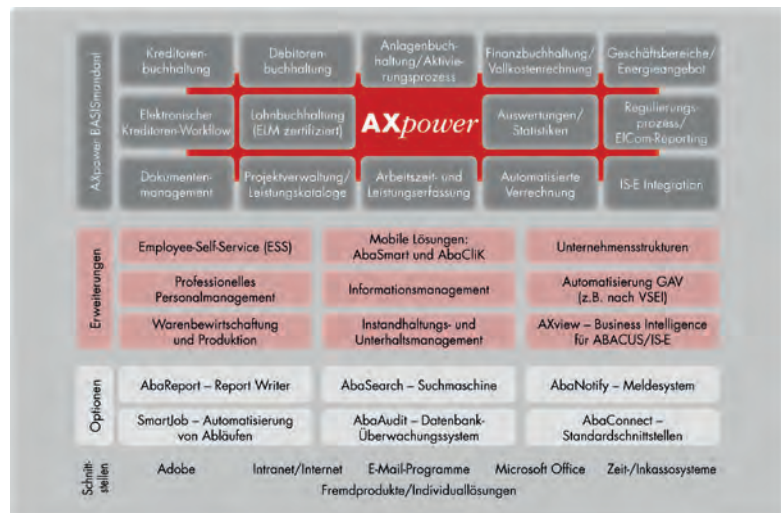 AXpower BASISmandant
Kreditoren-
buchhaltung
Debitoren-
buchhaltung
Anlagenbuch-
haltung/Aktivie-
rungsprozess
Finanzbuchhaltung/
Vollkostenrechnung
Geschäftsbereiche/
Energieangebot
Elektronischer
Kreditoren-Workflow
Lohnbuchhaltung
(ELM zertifiziert)
AXpower
Auswertungen/
Statistiken
Regulierungs-
prozess/
ElCom-Reporting
Dokumenten-
management
Projektverwaltung/
Leistungskataloge
Arbeitszeit- und
Leistungserfassung
Automatisierte
Verrechnung
IS-E Integration
Erweiterungen
Employee-Self-Service (ESS)
Mobile Lösungen:
AbaSmart und AbaCliK
Unternehmensstrukturen
Professionelles
Personalmanagement
Informationsmanagement
Automatisierung GAV
(z.B. nach VSEI)
Warenbewirtschaftung
und Produktion
Instandhaltungs- und
Unterhaltsmanagement
AXview – Business Intelligence
für ABACUS/IS-E
Optionen
AbaReport – Report Writer
AbaSearch – Suchmaschine
AbaNotify – Meldesystem
SmartJob – Automatisierung
von Abläufen
AbaAudit – Datenbank-
Überwachungssystem
AbaConnect –
Standardschnittstellen
Schnitt-
stellen
Adobe
Intranet/Internet
E-Mail-Programme
Microsoft Office
Zeit-/Inkassosysteme
Fremdprodukte/Individuallösungen